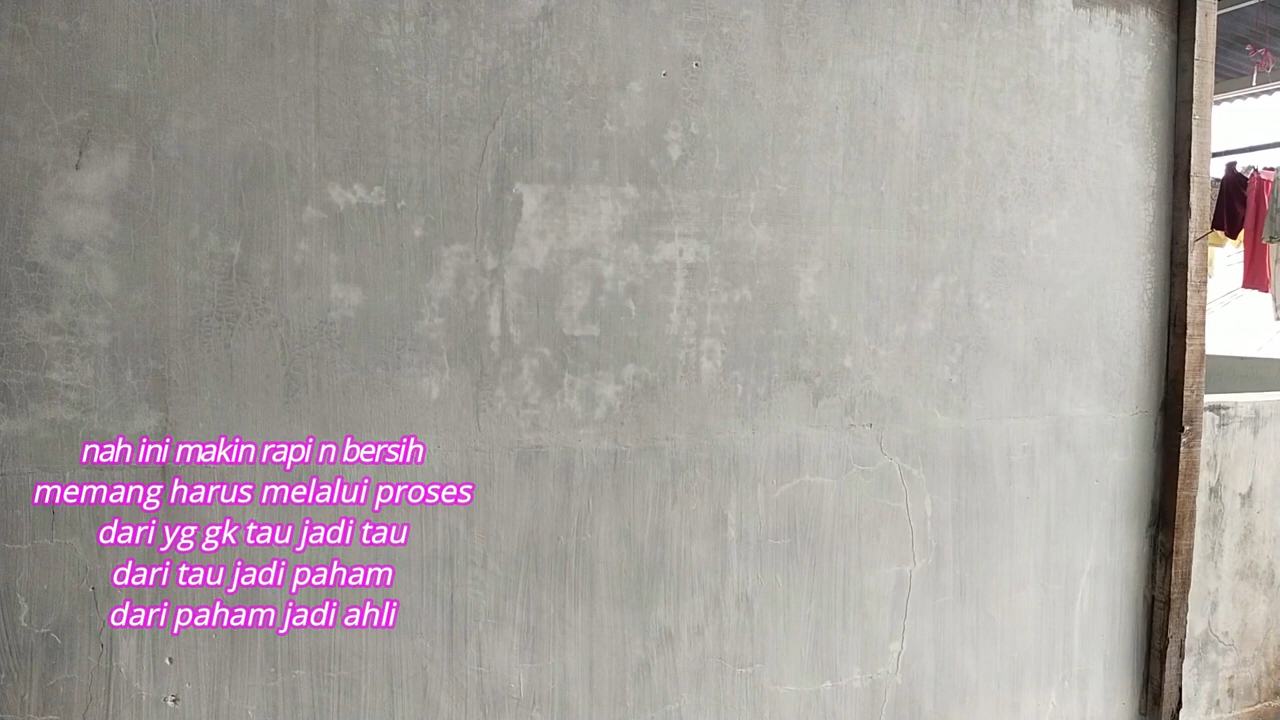 nah ini makin rapi n bersih
memang harus melalui proses
dari yg gk tau jadi tau
dari tau jadi paham
dari paham jadi ahli